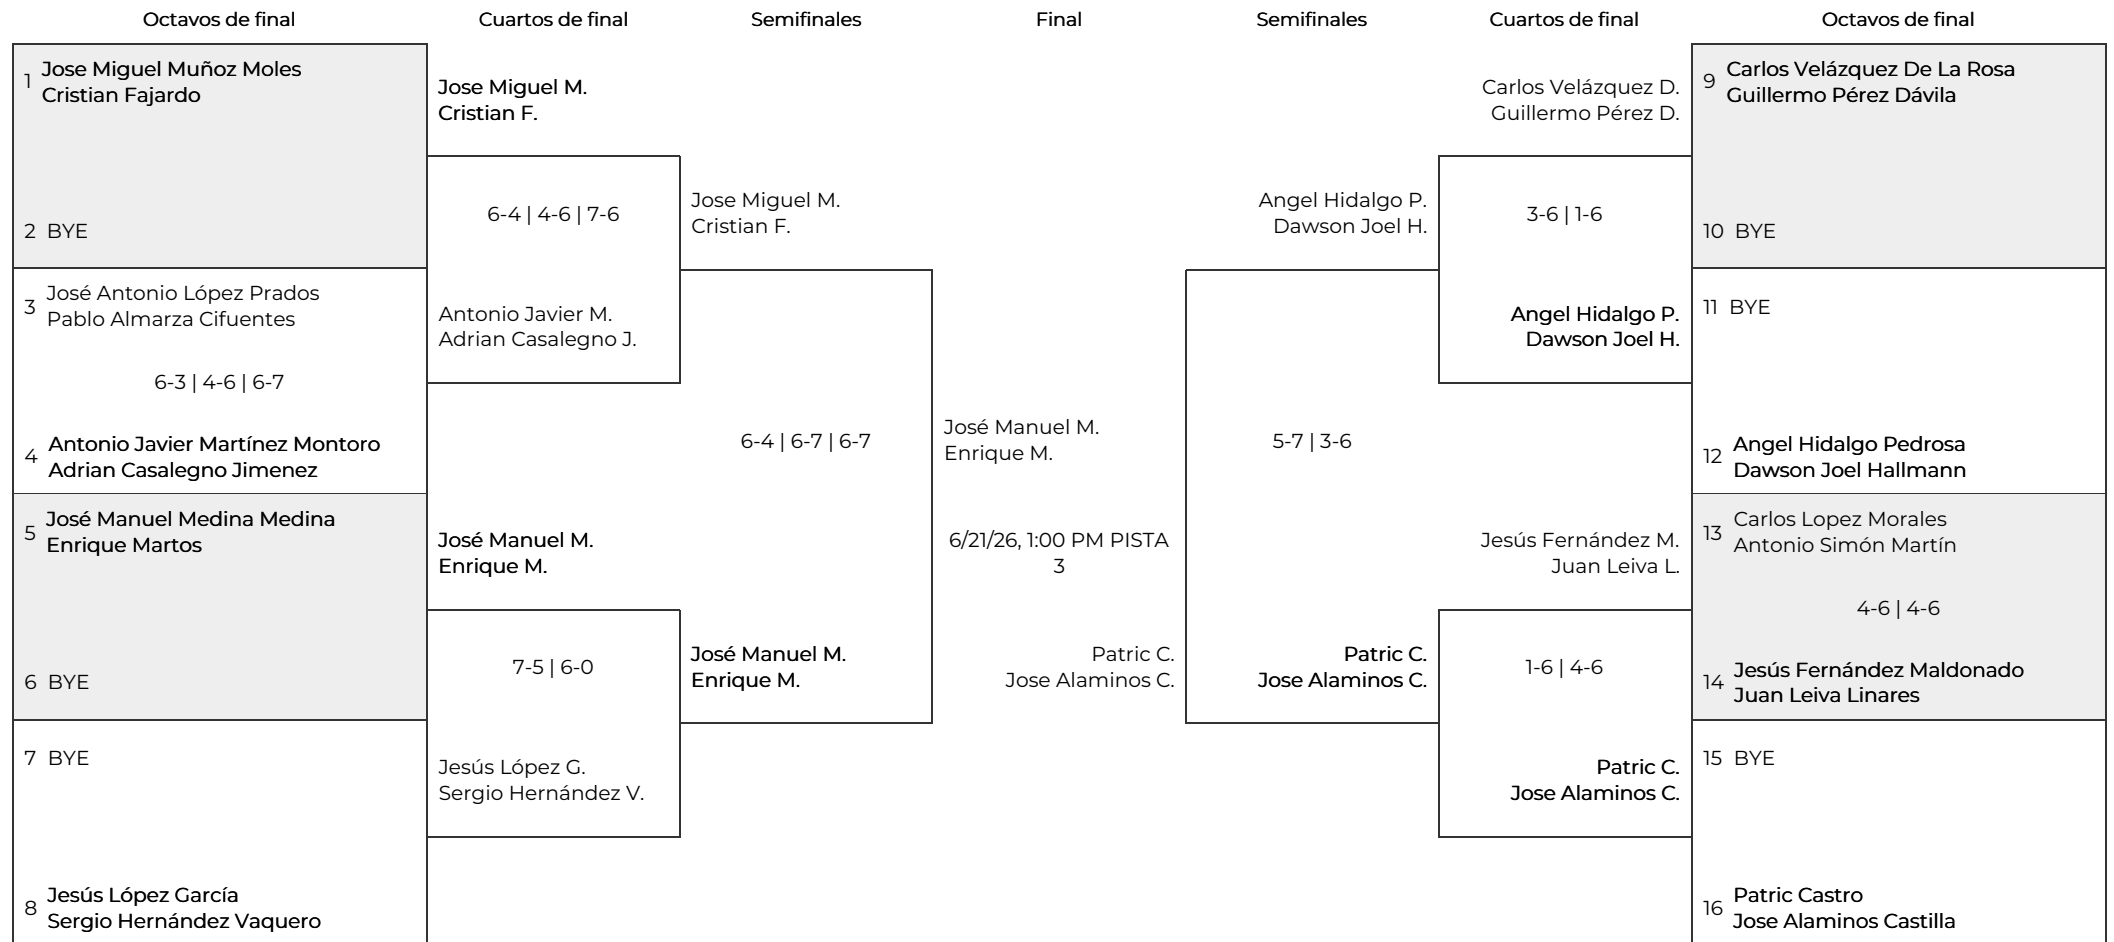 Octavos de final
Cuartos de final
Semifinales
Final
Semifinales
Cuartos de final
Octavos de final
1
Jose Miguel Muñoz Moles
Cristian Fajardo
2 BYE
3
José Antonio López Prados
Pablo Almarza Cifuentes
6-3 | 4-6 | 6-7
4
Antonio Javier Martínez Montoro
Adrian Casalegno Jimenez
5
José Manuel Medina Medina
Enrique Martos
6 BYE
7 BYE
8
Jesús López García
Sergio Hernández Vaquero
Jose Miguel M.
Cristian F.
6-4 | 4-6 | 7-6
Antonio Javier M.
Adrian Casalegno J.
José Manuel M.
Enrique M.
7-5 | 6-0
Jesús López G.
Sergio Hernández V.
Jose Miguel M.
Cristian F.
6-4 | 6-7 | 6-7
José Manuel M.
Enrique M.
José Manuel M.
Enrique M.
6/21/26, 1:00 PM PISTA
3
Patric C.
Jose Alaminos C.
Angel Hidalgo P.
Dawson Joel H.
5-7 | 3-6
Patric C.
Jose Alaminos C.
Carlos Velázquez D.
Guillermo Pérez D.
3-6 | 1-6
Angel Hidalgo P.
Dawson Joel H.
Jesús Fernández M.
Juan Leiva L.
1-6 | 4-6
Patric C.
Jose Alaminos C.
9
Carlos Velázquez De La Rosa
Guillermo Pérez Dávila
10 BYE
11 BYE
12
Angel Hidalgo Pedrosa
Dawson Joel Hallmann
13
Carlos Lopez Morales
Antonio Simón Martín
4-6 | 4-6
14
Jesús Fernández Maldonado
Juan Leiva Linares
15 BYE
16
Patric Castro
Jose Alaminos Castilla